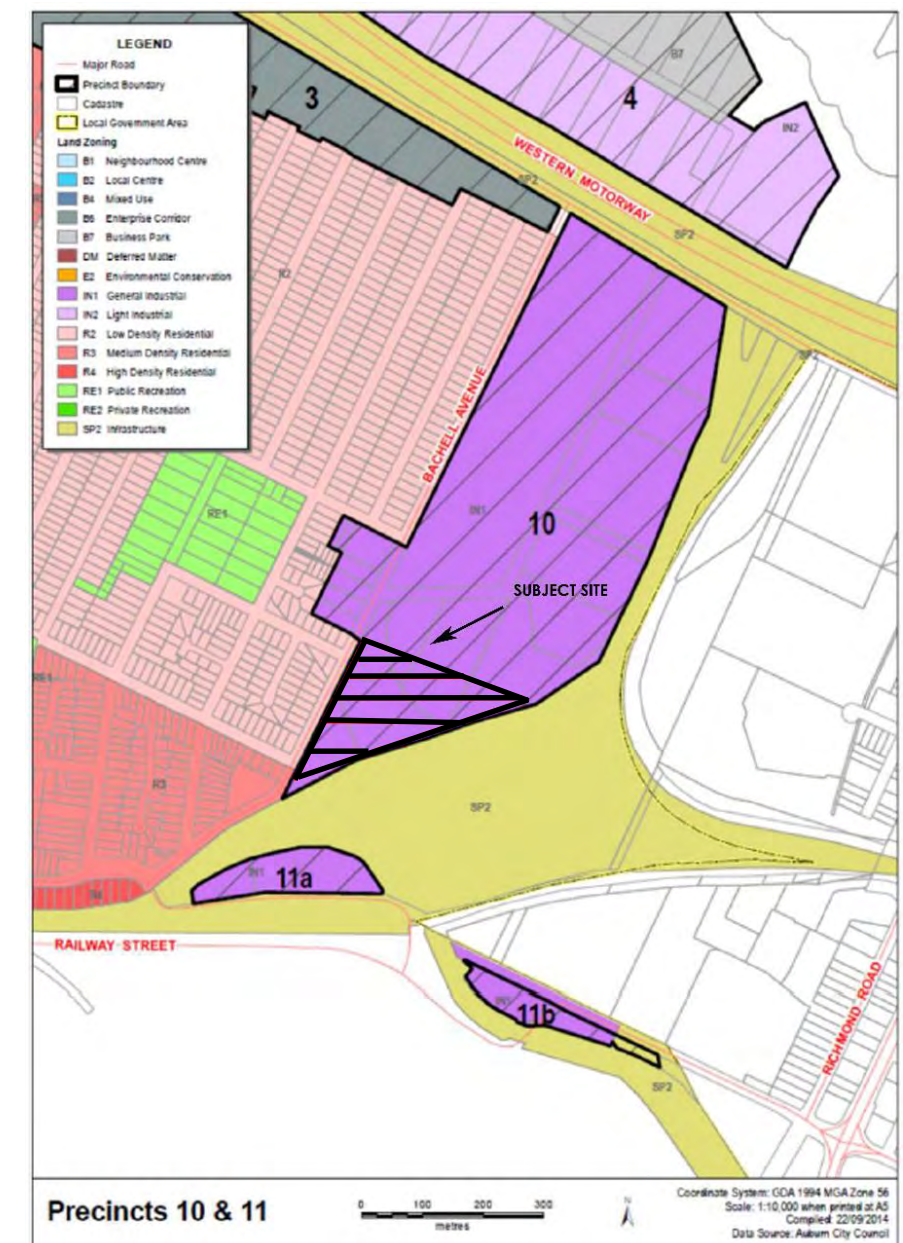 LEGEND
Major Road
Precinct Boundary
Cadastre
Local Government Area
Land Zoning
B1 Neighbourhood Centre
B2 Local Centre
B4 Mixed Use
B6 Enterprise Corridor
B7 Business Park
DM Deferred Matter
E2 Environmental Conservation
IN1 General Industrial
IN2 Light Industrial
R2 Low Density Residential
R3 Medium Density Residential
R4 High Density Residential
RE1 Public Recreation
RE2 Private Recreation
SP2 Infrastructure
3
B7
4
IN2
WESTERN MOTORWAY
SP2
SP2
SP2
R2
BACHELL AVENUE
RE1
IN1
10
SUBJECT SITE
RE1
R3
SP2
IN1
11a
R4
RAILWAY STREET
IN1
11b
SP2
RICHMOND ROAD
Precincts 10 & 11
0 100 200 300
metres
N
Coordinate System: GDA 1994 MGA Zone 56
Scale: 1:10,000 when printed at A5
Compiled: 22/09/2014
Data Source: Auburn City Council